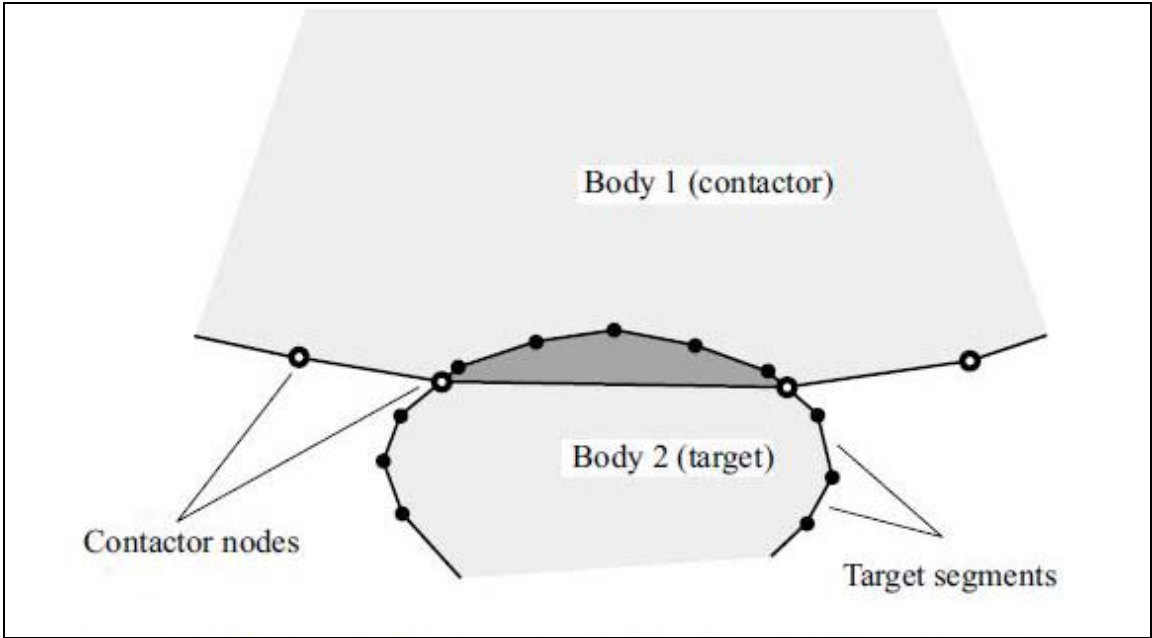 Body 1 (contactor)
Body 2 (target)
Contactor nodes
Target segments